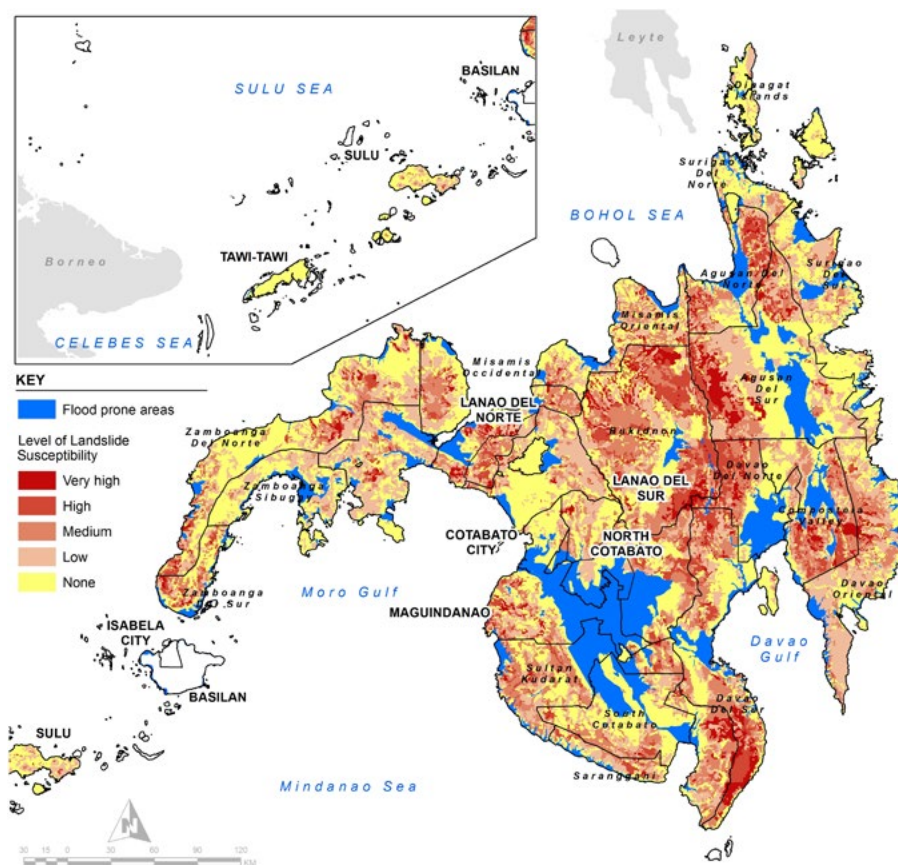 Leyte
BASILAN
SULU SEA
SULU
Borneo
TAWI-TAWI
CELEBES SEA
KEY
Flood prone areas
Level of Landslide
Susceptibility
Very high
High
Medium
Low
None
Dinagat
Islands
Surigao
Del
Norte
BOHOL SEA
Agusan Del
Norte
Surigao
Del
Sur
Misamis
Oriental
Misamis
Occidental
LANAO DEL
NORTE
Agusan
Del
Sur
Zamboanga
Del Norte
Bukidnon
Zamboanga
Sibugay
LANAO DEL
SUR
Davao
Del Norte
Compostela
Valley
COTABATO
CITY
NORTH
COTABATO
Zamboanga
Del Sur
Moro Gulf
MAGUINDANAO
Davao
Oriental
ISABELA
CITY
BASILAN
Davao
Gulf
Sultan
Kudarat
Davao
Del Sur
South
Cotabato
SULU
Sarangani
Mindanao Sea
N
30 15 0 30 60 90 120
KM